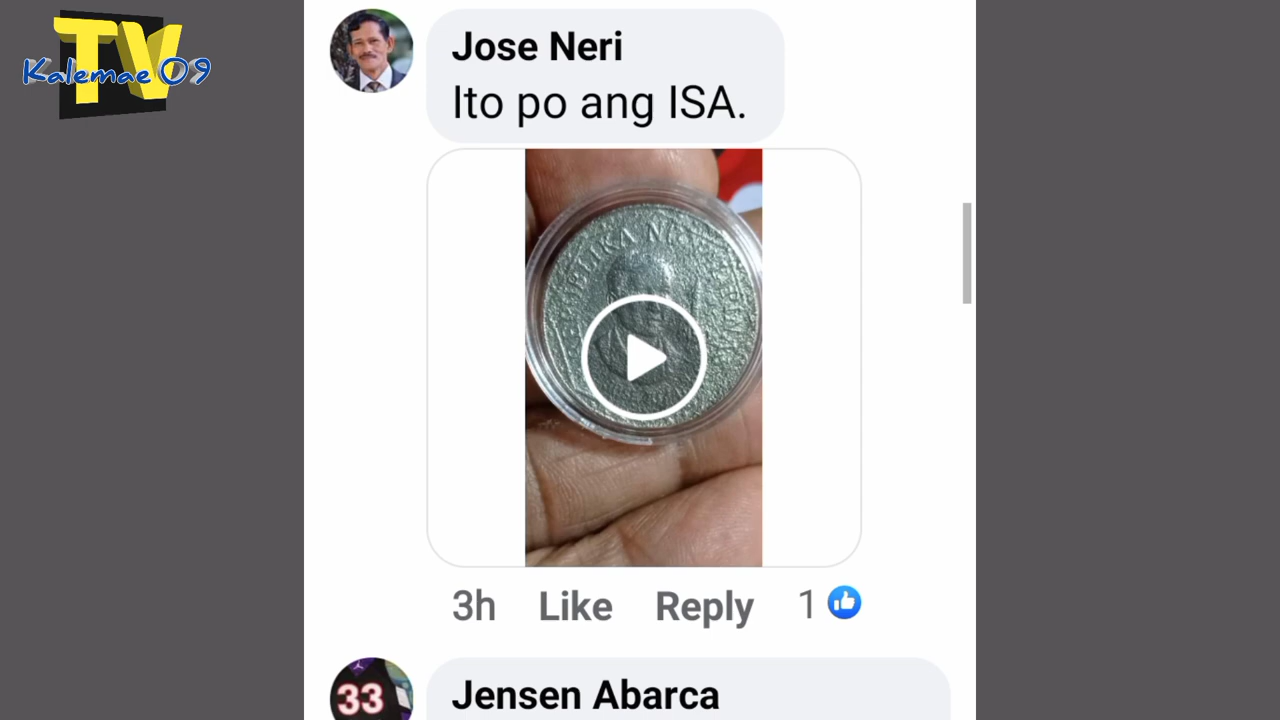 TV
Kalemae 09
Jose Neri
Ito po ang ISA.
3h Like Reply 1
33
Jensen Abarca